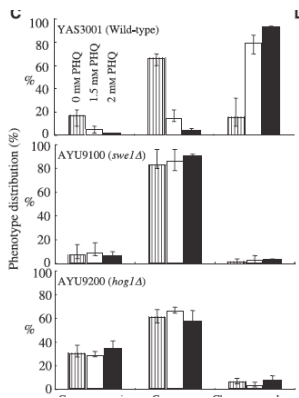 C
YAS3001 (Wild-type)
100
80
60
40
20
0
%
0 mM PHQ
1.5 mM PHQ
2 mM PHQ
Phenotype distribution (%)
AYU9100 (swe1Δ)
100
80
60
40
20
0
%
AYU9200 (hog1Δ)
100
80
60
40
20
0
%